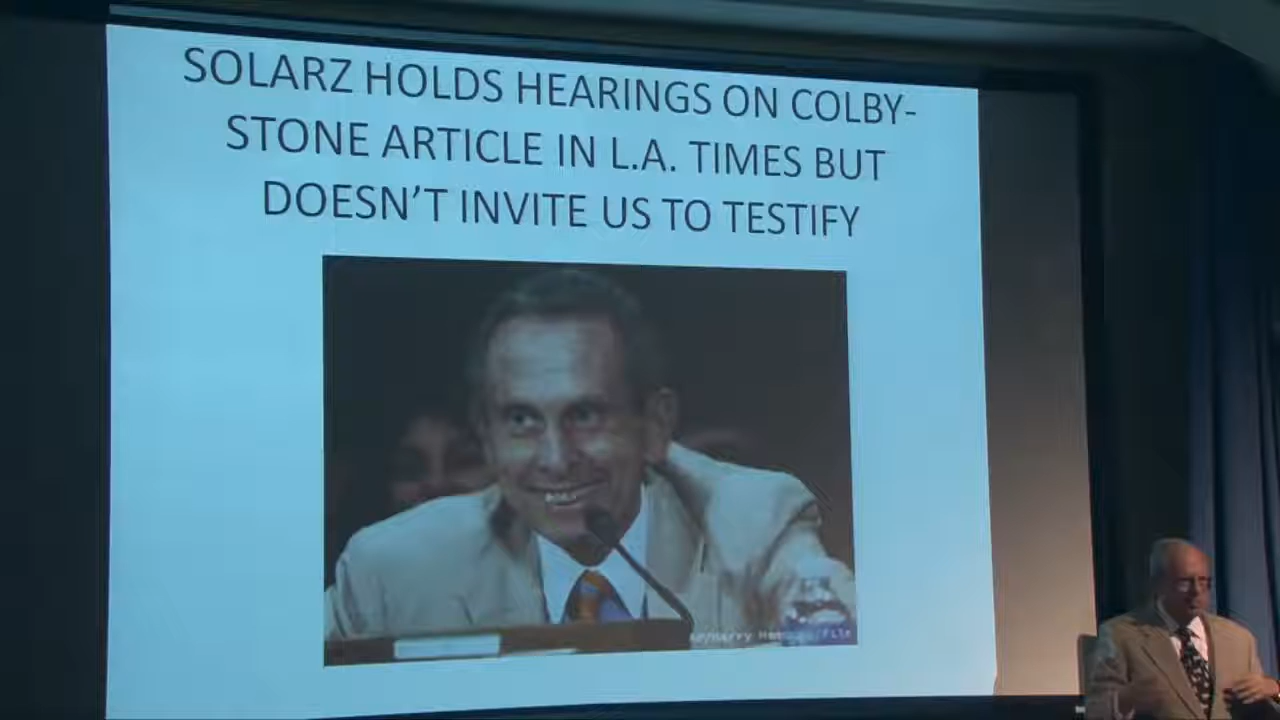 SOLARZ HOLDS HEARINGS ON COLBY-
STONE ARTICLE IN L.A. TIMES BUT
DOESN'T INVITE US TO TESTIFY